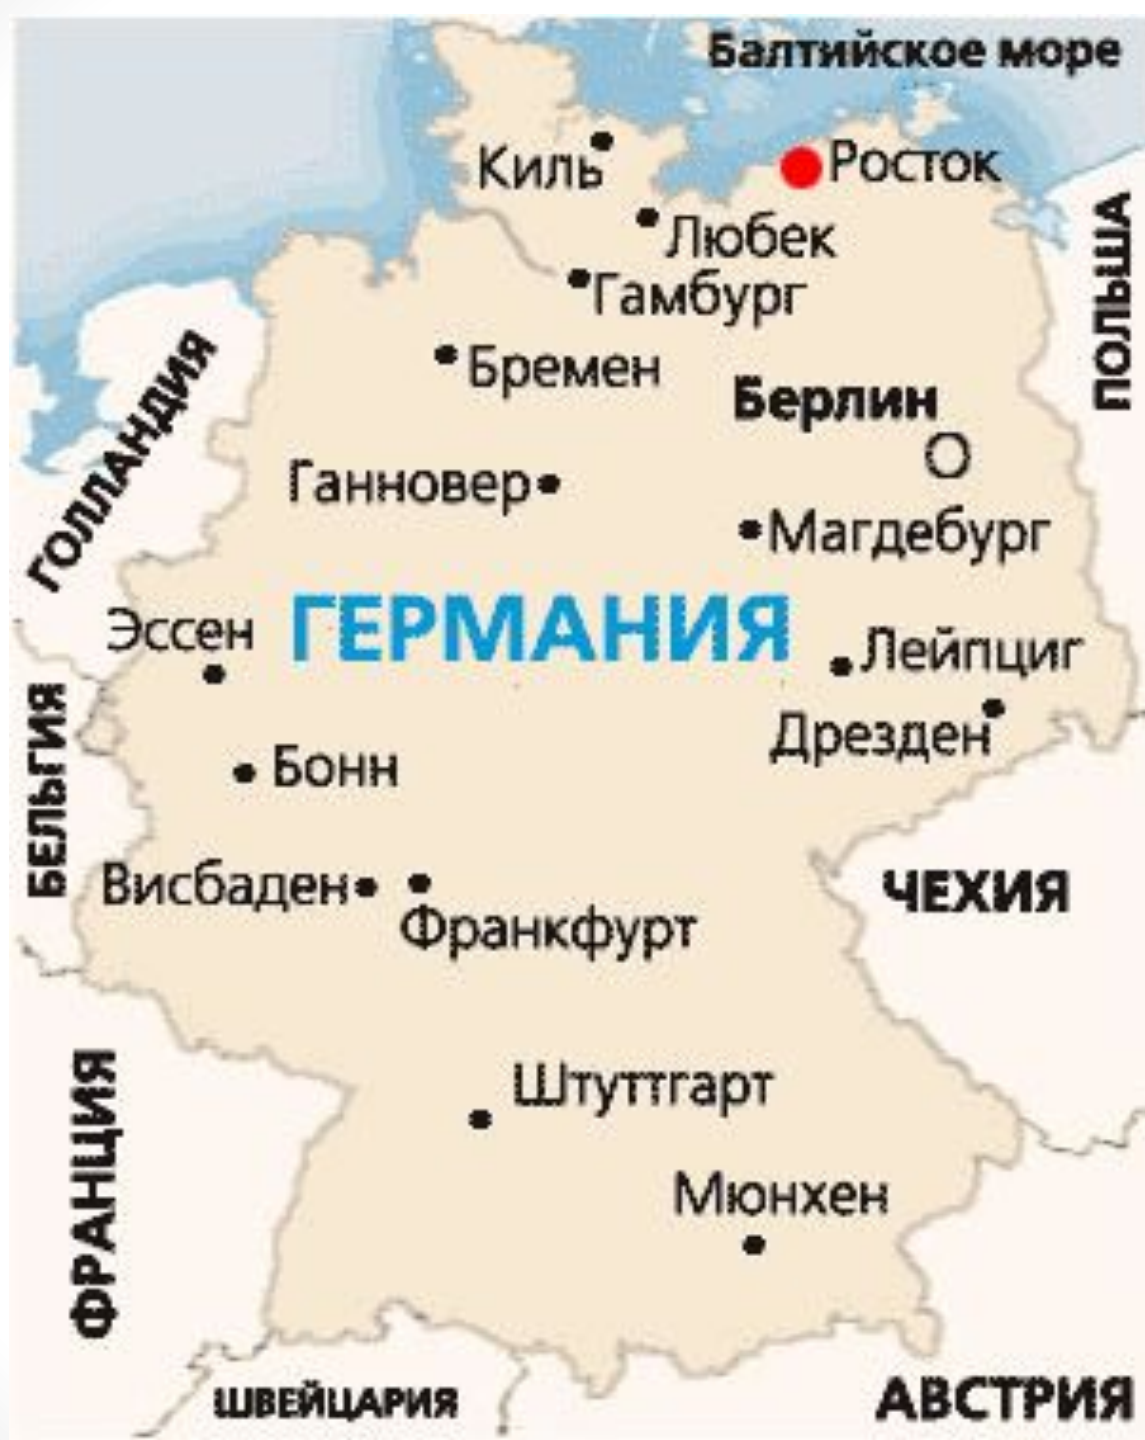 Балтийское море
Киль
Росток
Любек
ПОЛЬША
Гамбург
Бремен
ГОЛЛАНДИЯ
Берлин
Ганновер
Магдебург
Эссен
ГЕРМАНИЯ
Лейпциг
Дрезден
БЕЛЬГИЯ
Бонн
Висбаден
Франкфурт
ЧЕХИЯ
ФРАНЦИЯ
Штуттгарт
Мюнхен
ШВЕЙЦАРИЯ
АВСТРИЯ